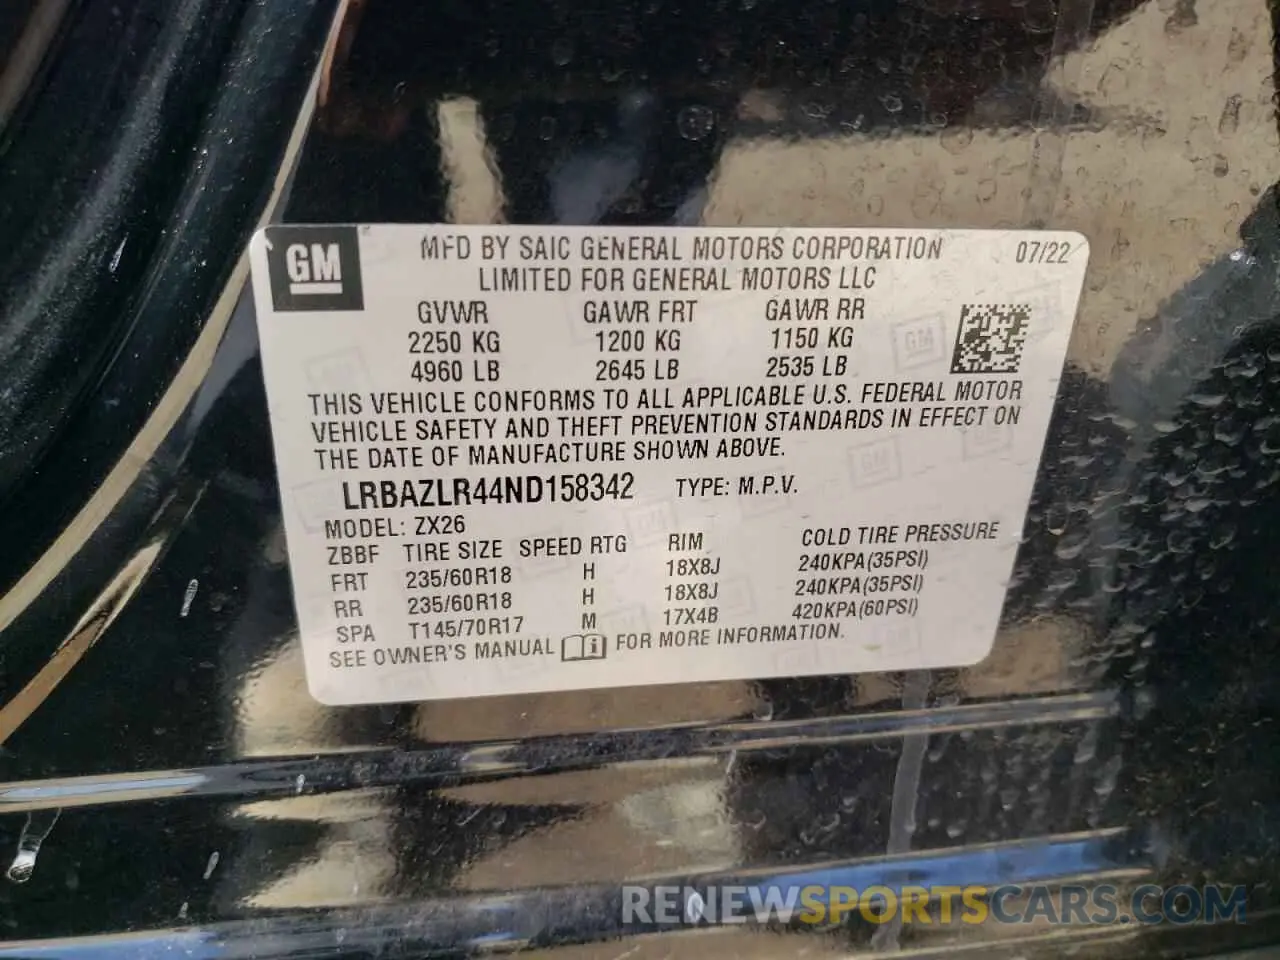 GM
MFD BY SAIC GENERAL MOTORS CORPORATION 07/22
LIMITED FOR GENERAL MOTORS LLC
GVWR GAWR FRT GAWR RR
2250 KG 1200 KG 1150 KG
4960 LB 2645 LB 2535 LB
THIS VEHICLE CONFORMS TO ALL APPLICABLE U.S. FEDERAL MOTOR
VEHICLE SAFETY AND THEFT PREVENTION STANDARDS IN EFFECT ON
THE DATE OF MANUFACTURE SHOWN ABOVE.
LRBAZLR44ND158342 TYPE: M.P.V.
MODEL: ZX26
ZBBF TIRE SIZE SPEED RTG RIM COLD TIRE PRESSURE
FRT 235/60R18 H 18X8J 240KPA(35PSI)
RR 235/60R18 H 18X8J 240KPA(35PSI)
SPA T145/70R17 M 17X4B 420KPA(60PSI)
SEE OWNER'S MANUAL i FOR MORE INFORMATION.
RENEWSPORTSCARS.COM